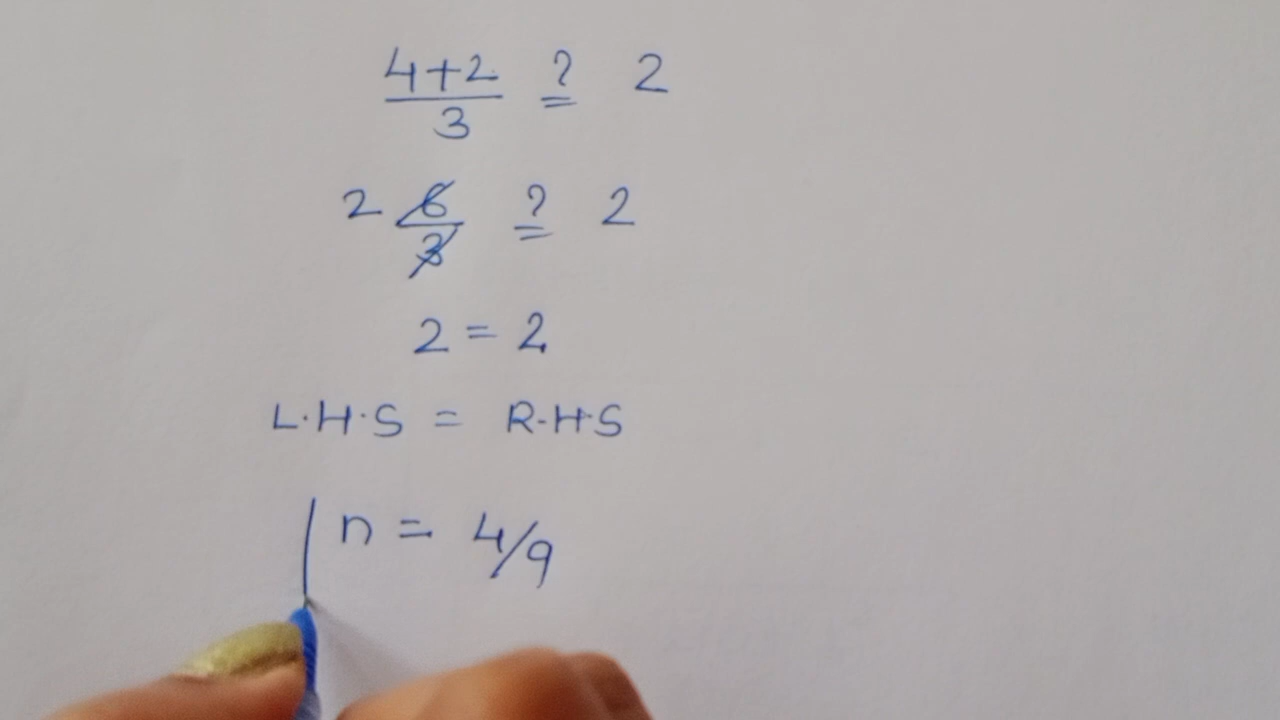 4+2/3 ≟ 2
2 6/3 ≟ 2
2 = 2
L.H.S = R.H.S
n = 4/9